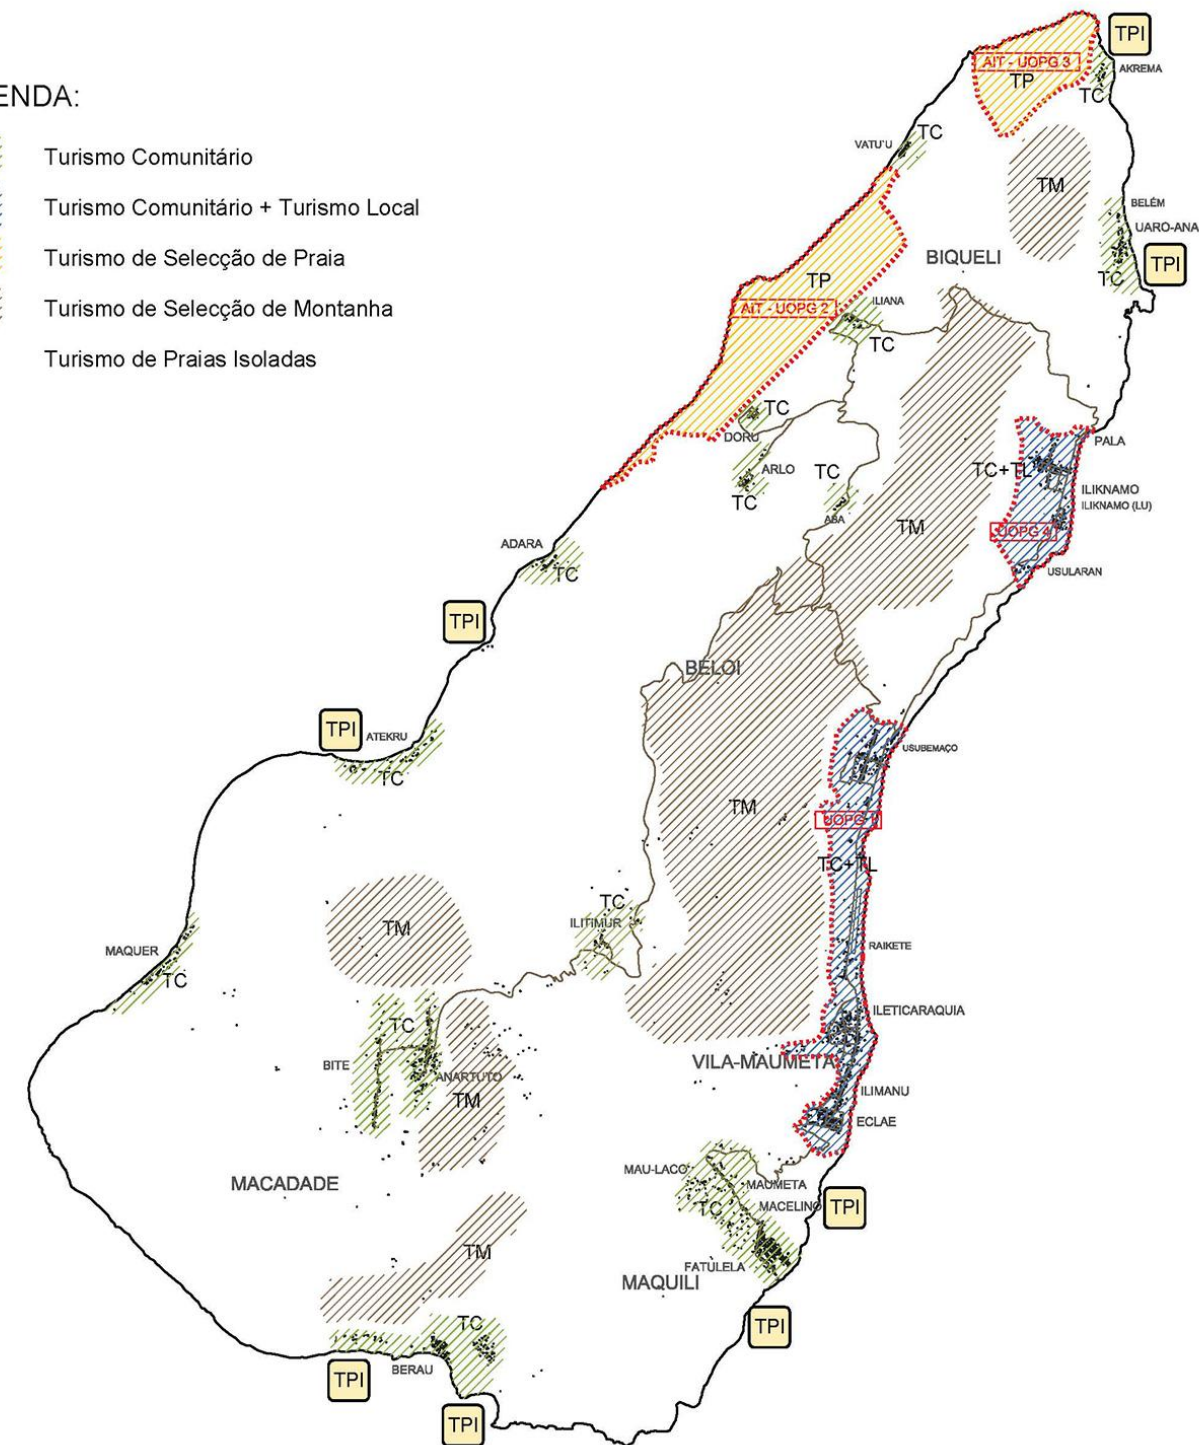 ENDA:
Turismo Comunitário
Turismo Comunitário + Turismo Local
Turismo de Selecção de Praia
Turismo de Selecção de Montanha
Turismo de Praias Isoladas
TPI
AIT - UOPG 3
TP
AKREMA
TC
VATU'U
TC
TM
BELÉM
UARO-ANA
TC
TPI
BIQUELI
TP
AIT - UOPG 2
ILIANA
TC
TC
DORU
ARLO
TC
TC
ABA
TM
PALA
TC+TL
ILIKNAMO
ILIKNAMO (LU)
UOPG 4
USULARAN
ADARA
TC
TPI
BELOI
TPI
ATEKRU
TC
USUBEMAÇO
TM
UOPG 1
TC+TL
TC
ILITIMUR
TM
MAQUER
TC
RAIKETE
ILETICARAQUIA
TC
BITE
ANARTUTO
TM
VILA-MAUMETA
ILIMANU
ECLAE
MACADADE
MAU-LACO
MAUMETA
MACELINO
TC
TPI
FATULELA
TM
MAQUILI
TC
TPI
BERAU
TPI
TPI